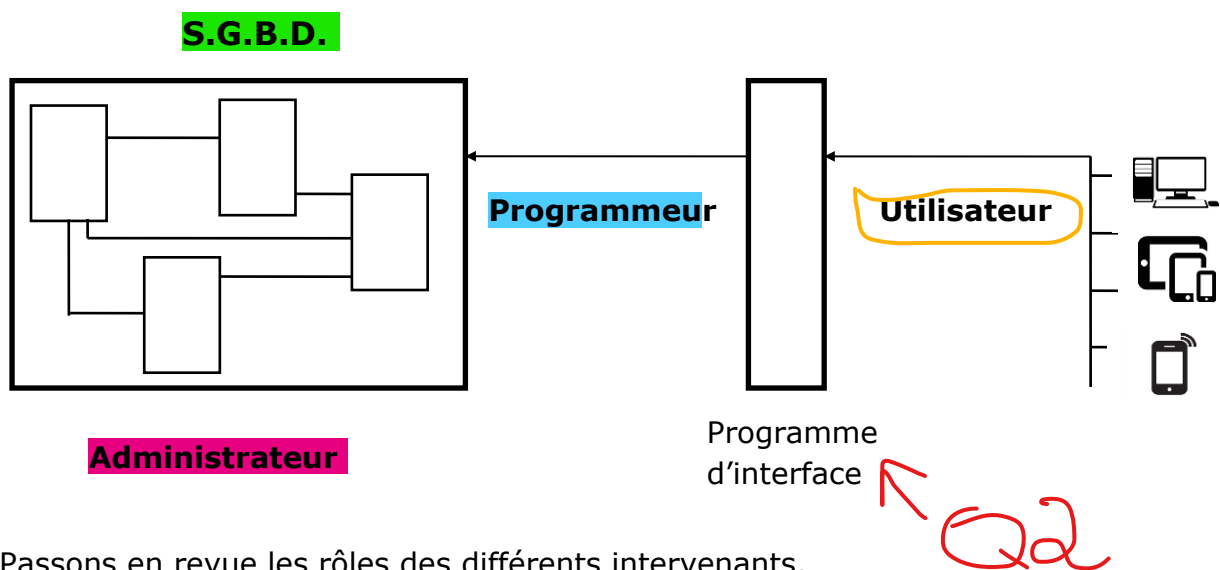 S.G.B.D.
Programmeur
Utilisateur
Administrateur
Programme
d’interface
Q2
Passons en revue les rôles des différents intervenants.